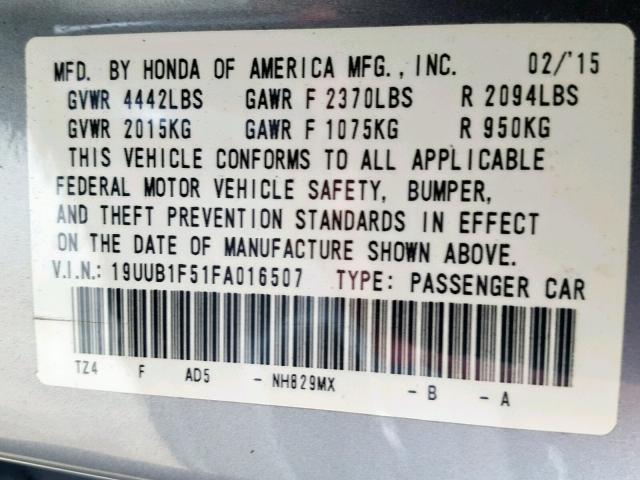 MFD. BY HONDA OF AMERICA MFG., INC. 02/'15
GVWR 4442LBS GAWR F 2370LBS R 2094LBS
GVWR 2015KG GAWR F 1075KG R 950KG
THIS VEHICLE CONFORMS TO ALL APPLICABLE
FEDERAL MOTOR VEHICLE SAFETY, BUMPER,
AND THEFT PREVENTION STANDARDS IN EFFECT
ON THE DATE OF MANUFACTURE SHOWN ABOVE.
V.I.N.: 19UUB1F51FA016507 TYPE: PASSENGER CAR
TZ4 F AD5 - NH829MX - B - A